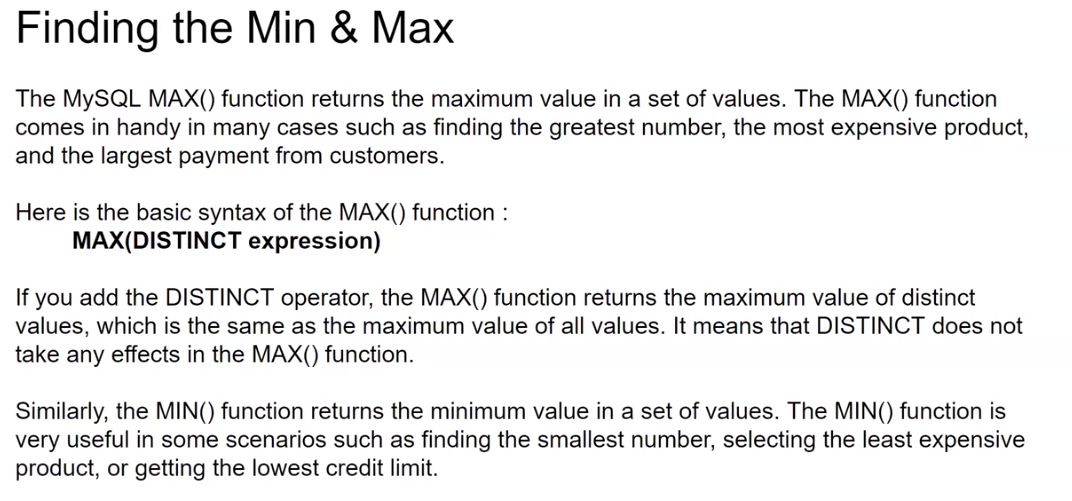 Finding the Min & Max
The MySQL MAX() function returns the maximum value in a set of values. The MAX() function
comes in handy in many cases such as finding the greatest number, the most expensive product,
and the largest payment from customers.
Here is the basic syntax of the MAX() function :
MAX(DISTINCT expression)
If you add the DISTINCT operator, the MAX() function returns the maximum value of distinct
values, which is the same as the maximum value of all values. It means that DISTINCT does not
take any effects in the MAX() function.
Similarly, the MIN() function returns the minimum value in a set of values. The MIN() function is
very useful in some scenarios such as finding the smallest number, selecting the least expensive
product, or getting the lowest credit limit.